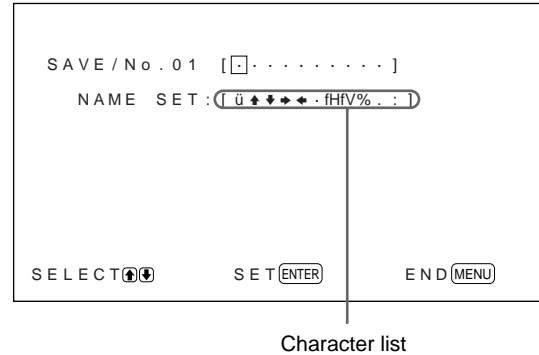 SAVE/No.01 [··········]
NAME SET:[ ü🡅🡇🡆🡄·fHfV%.: ]
SELECT🡅🡇 SET ENTER END MENU
Character list